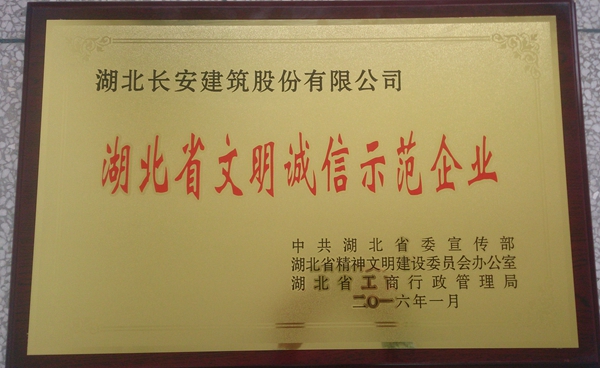 湖北长安建筑股份有限公司
湖北省文明诚信示范企业
中共湖北省委宣传部
湖北省精神文明建设委员会办公室
湖北省工商行政管理局
二〇一六年一月